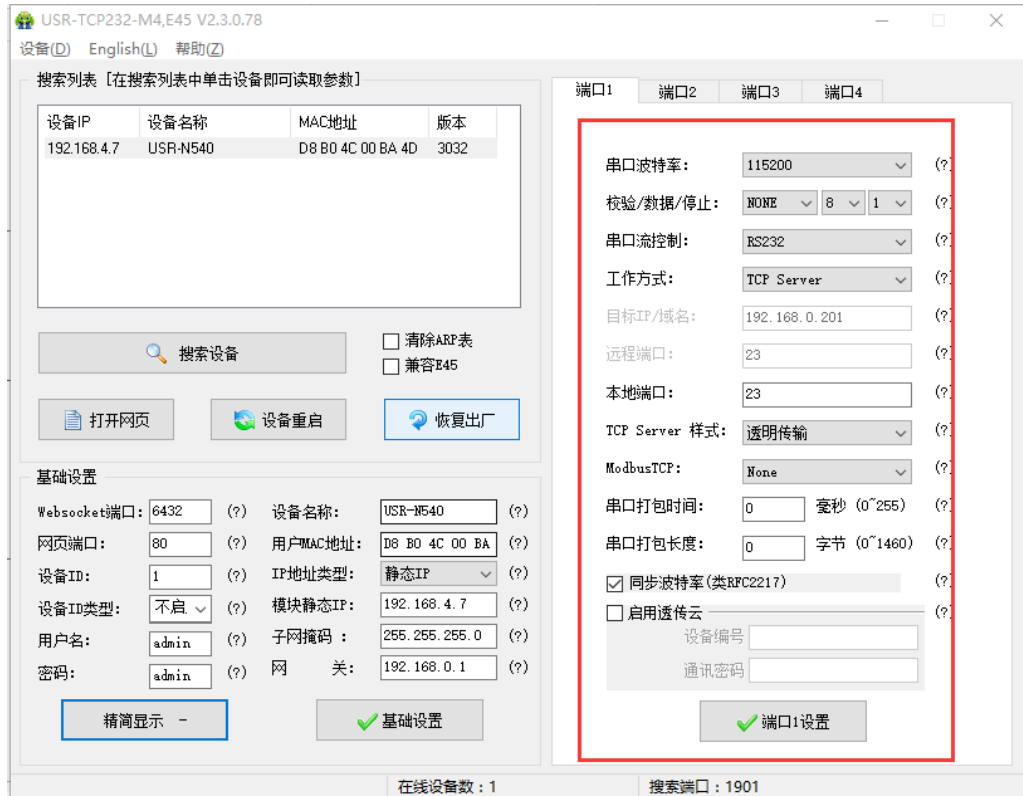 USR-TCP232-M4,E45 V2.3.0.78
设备(D) English(L) 帮助(Z)
搜索列表 [在搜索列表中单击设备即可读取参数]
设备IP 设备名称 MAC地址 版本
192.168.4.7 USR-N540 D8 B0 4C 00 BA 4D 3032
搜索设备
清除ARP表
兼容E45
打开网页 设备重启 恢复出厂
基础设置
Websocket端口: 6432 (?) 设备名称: USR-N540 (?)
网页端口: 80 (?) 用户MAC地址: D8 B0 4C 00 BA (?)
设备ID: 1 (?) IP地址类型: 静态IP (?)
设备ID类型: 不启 (?) 模块静态IP: 192.168.4.7 (?)
用户名: admin (?) 子网掩码 : 255.255.255.0 (?)
密码: admin (?) 网 关: 192.168.0.1 (?)
精简显示 - 基础设置
端口1 端口2 端口3 端口4
串口波特率: 115200 (?)
校验/数据/停止: NONE 8 1 (?)
串口流控制: RS232 (?)
工作方式: TCP Server (?)
目标IP/域名: 192.168.0.201 (?)
远程端口: 23 (?)
本地端口: 23 (?)
TCP Server 样式: 透明传输 (?)
ModbusTCP: None (?)
串口打包时间: 0 毫秒 (0~255) (?)
串口打包长度: 0 字节 (0~1460) (?)
同步波特率(类RFC2217) (?)
启用透传云 (?)
设备编号
通讯密码
端口1设置
在线设备数：1 搜索端口：1901